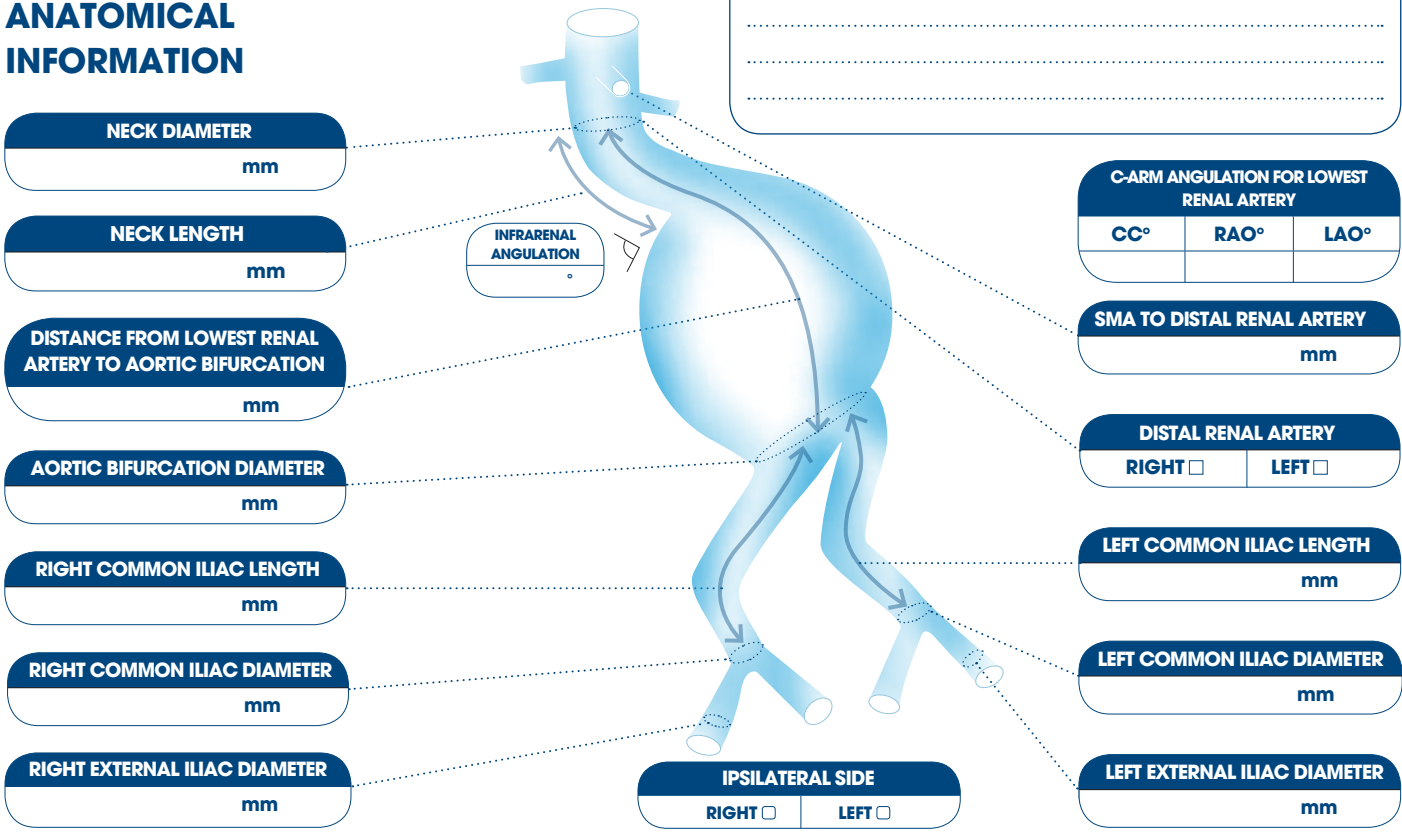 ANATOMICAL
INFORMATION
NECK DIAMETER
mm
NECK LENGTH
mm
DISTANCE FROM LOWEST RENAL
ARTERY TO AORTIC BIFURCATION
mm
AORTIC BIFURCATION DIAMETER
mm
RIGHT COMMON ILIAC LENGTH
mm
RIGHT COMMON ILIAC DIAMETER
mm
RIGHT EXTERNAL ILIAC DIAMETER
mm
INFRARENAL
ANGULATION
°
IPSILATERAL SIDE
RIGHT LEFT
C-ARM ANGULATION FOR LOWEST
RENAL ARTERY
CC° RAO° LAO°
SMA TO DISTAL RENAL ARTERY
mm
DISTAL RENAL ARTERY
RIGHT LEFT
LEFT COMMON ILIAC LENGTH
mm
LEFT COMMON ILIAC DIAMETER
mm
LEFT EXTERNAL ILIAC DIAMETER
mm